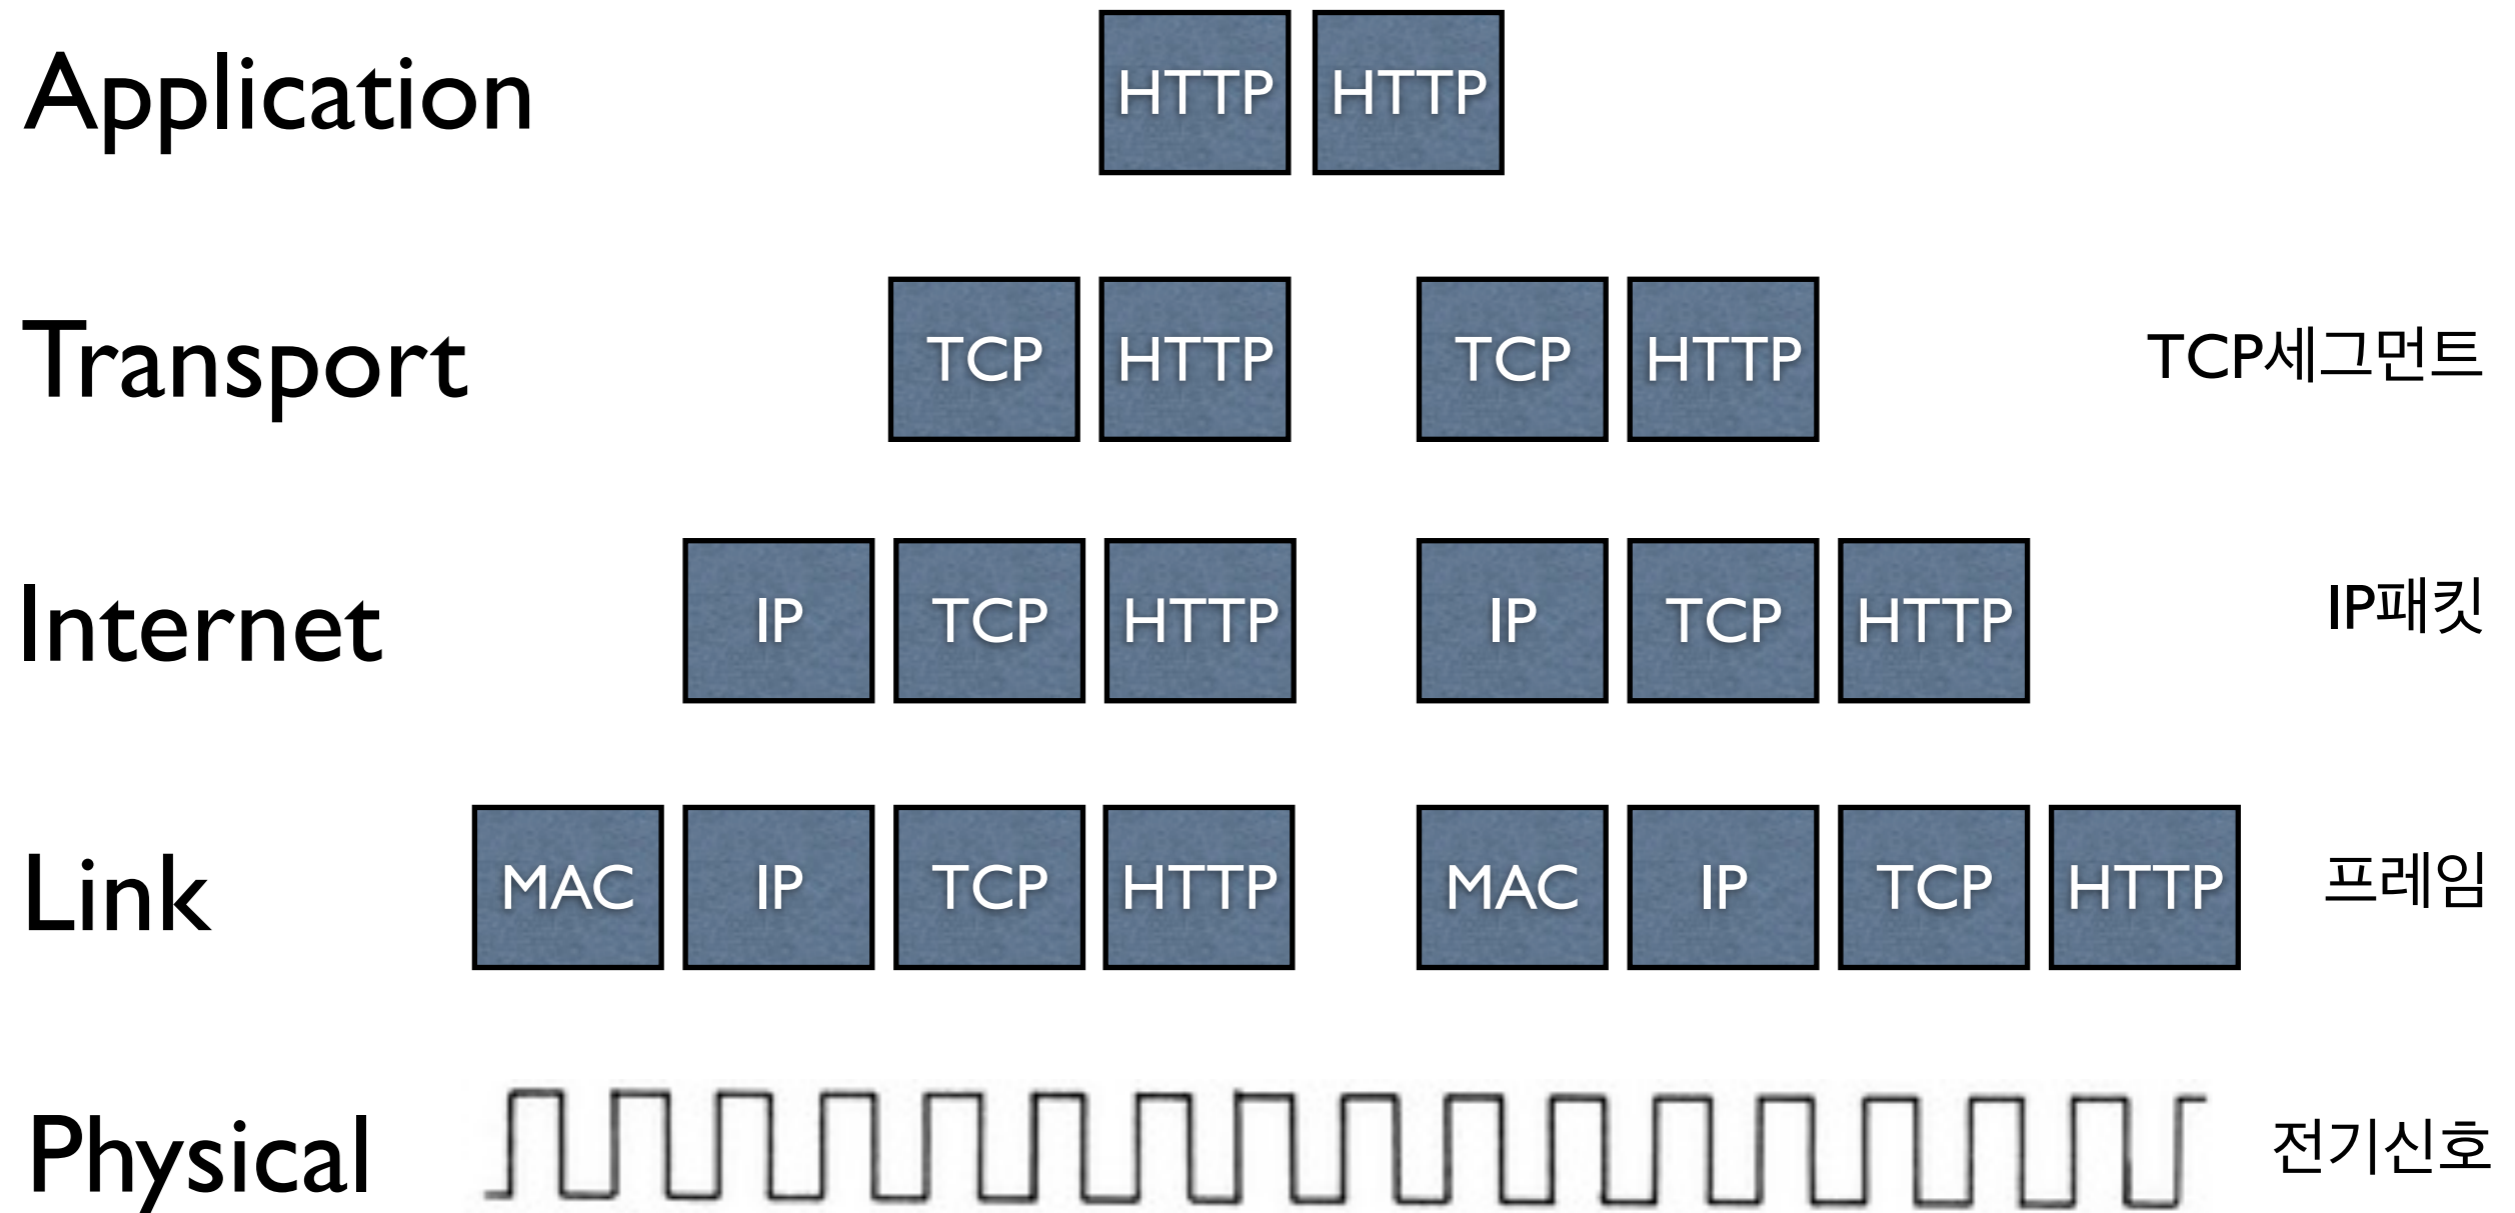 Application HTTP HTTP
Transport TCP HTTP TCP HTTP TCP세그먼트
Internet IP TCP HTTP IP TCP HTTP IP패킷
Link MAC IP TCP HTTP MAC IP TCP HTTP 프레임
Physical 전기신호